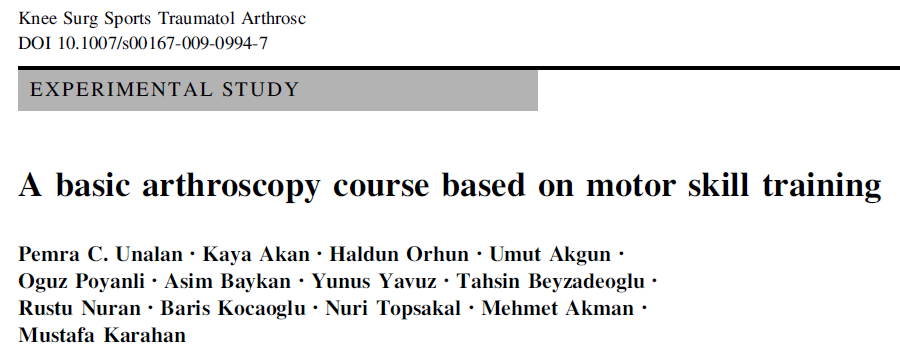 Knee Surg Sports Traumatol Arthrosc
DOI 10.1007/s00167-009-0994-7
EXPERIMENTAL STUDY
A basic arthroscopy course based on motor skill training
Pemra C. Unalan · Kaya Akan · Haldun Orhun · Umut Akgun ·
Oguz Poyanli · Asim Baykan · Yunus Yavuz · Tahsin Beyzadeoglu ·
Rustu Nuran · Baris Kocaoglu · Nuri Topsakal · Mehmet Akman ·
Mustafa Karahan